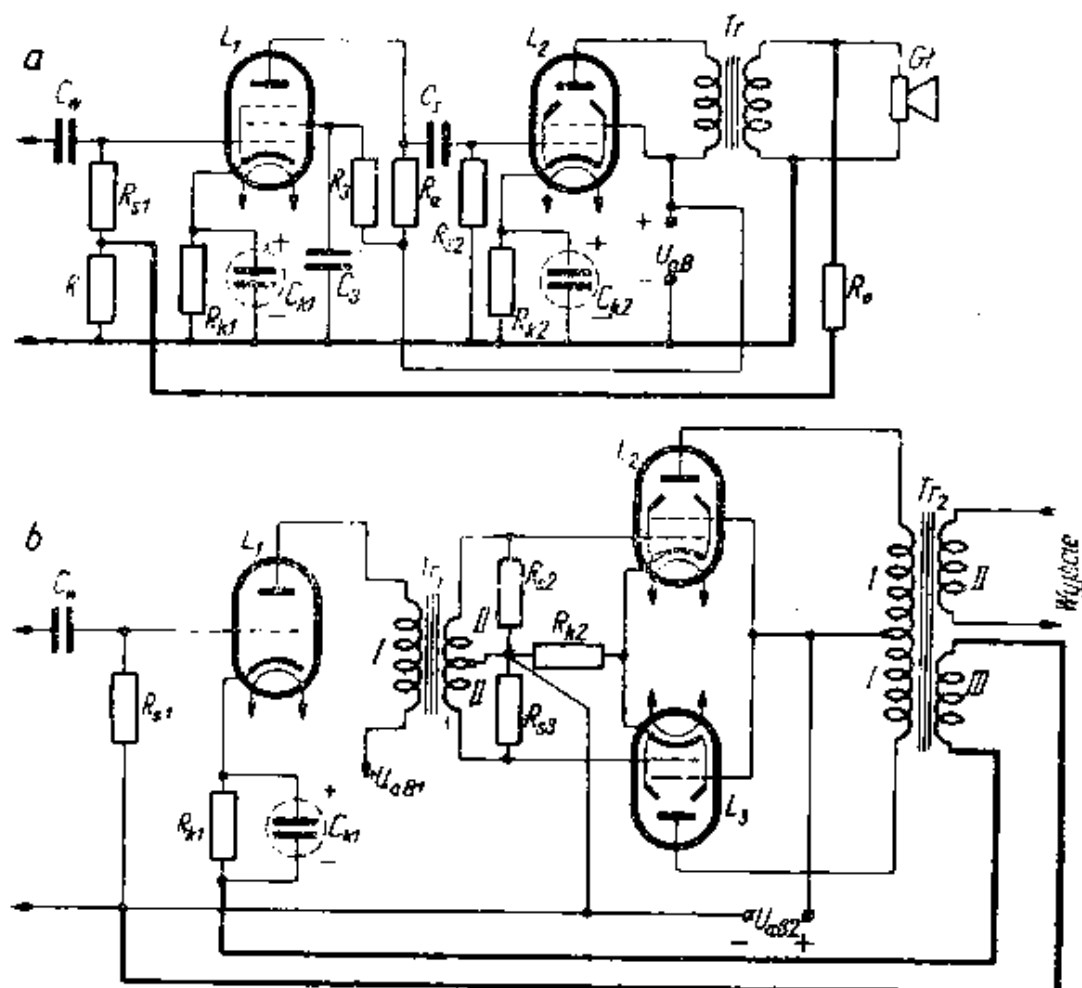 a
L1
L2
Tr
Gł
Cw
Cs
Rs1
R3
Ra
Rs2
+
UaB
-
R
Rk1
+
Ck1
-
C3
Rk2
+
Ck2
-
Ro
b
L1
L2
Tr2
Cw
Tr1
Rs2
I
II
Wyjście
Rk2
I
II
II
I
III
Rs1
Rs3
+UaB1
L3
Rk1
+
Ck1
-
UaB2
- +